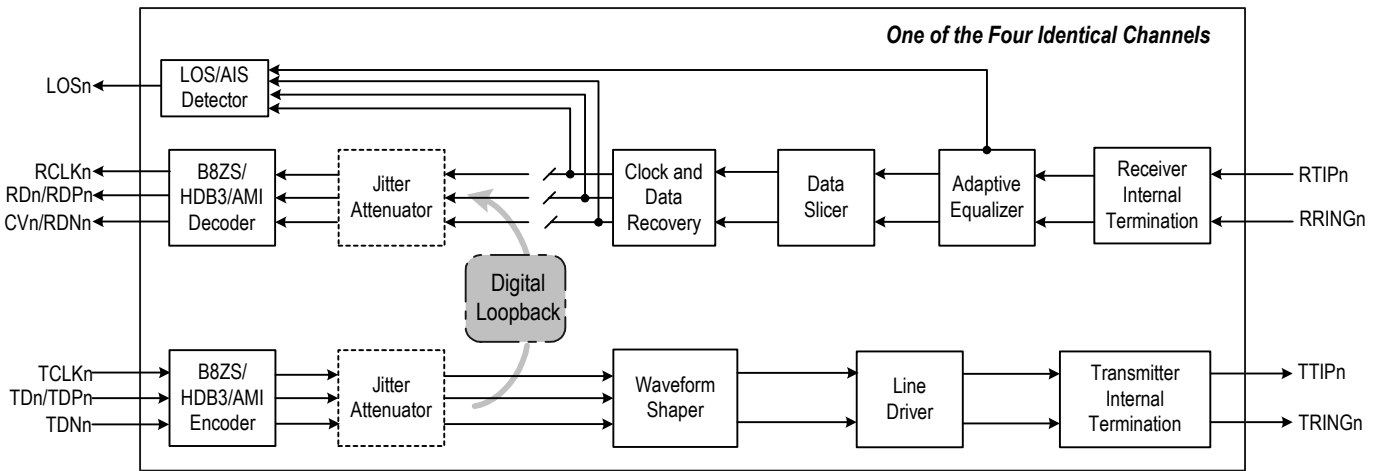 One of the Four Identical Channels
LOSn
LOS/AIS
Detector
RCLKn
RDn/RDPn
CVn/RDNn
B8ZS/
HDB3/AMI
Decoder
Jitter
Attenuator
Clock and
Data
Recovery
Data
Slicer
Adaptive
Equalizer
Receiver
Internal
Termination
RTIPn
RRINGn
Digital
Loopback
TCLKn
TDn/TDPn
TDNn
B8ZS/
HDB3/AMI
Encoder
Jitter
Attenuator
Waveform
Shaper
Line
Driver
Transmitter
Internal
Termination
TTIPn
TRINGn